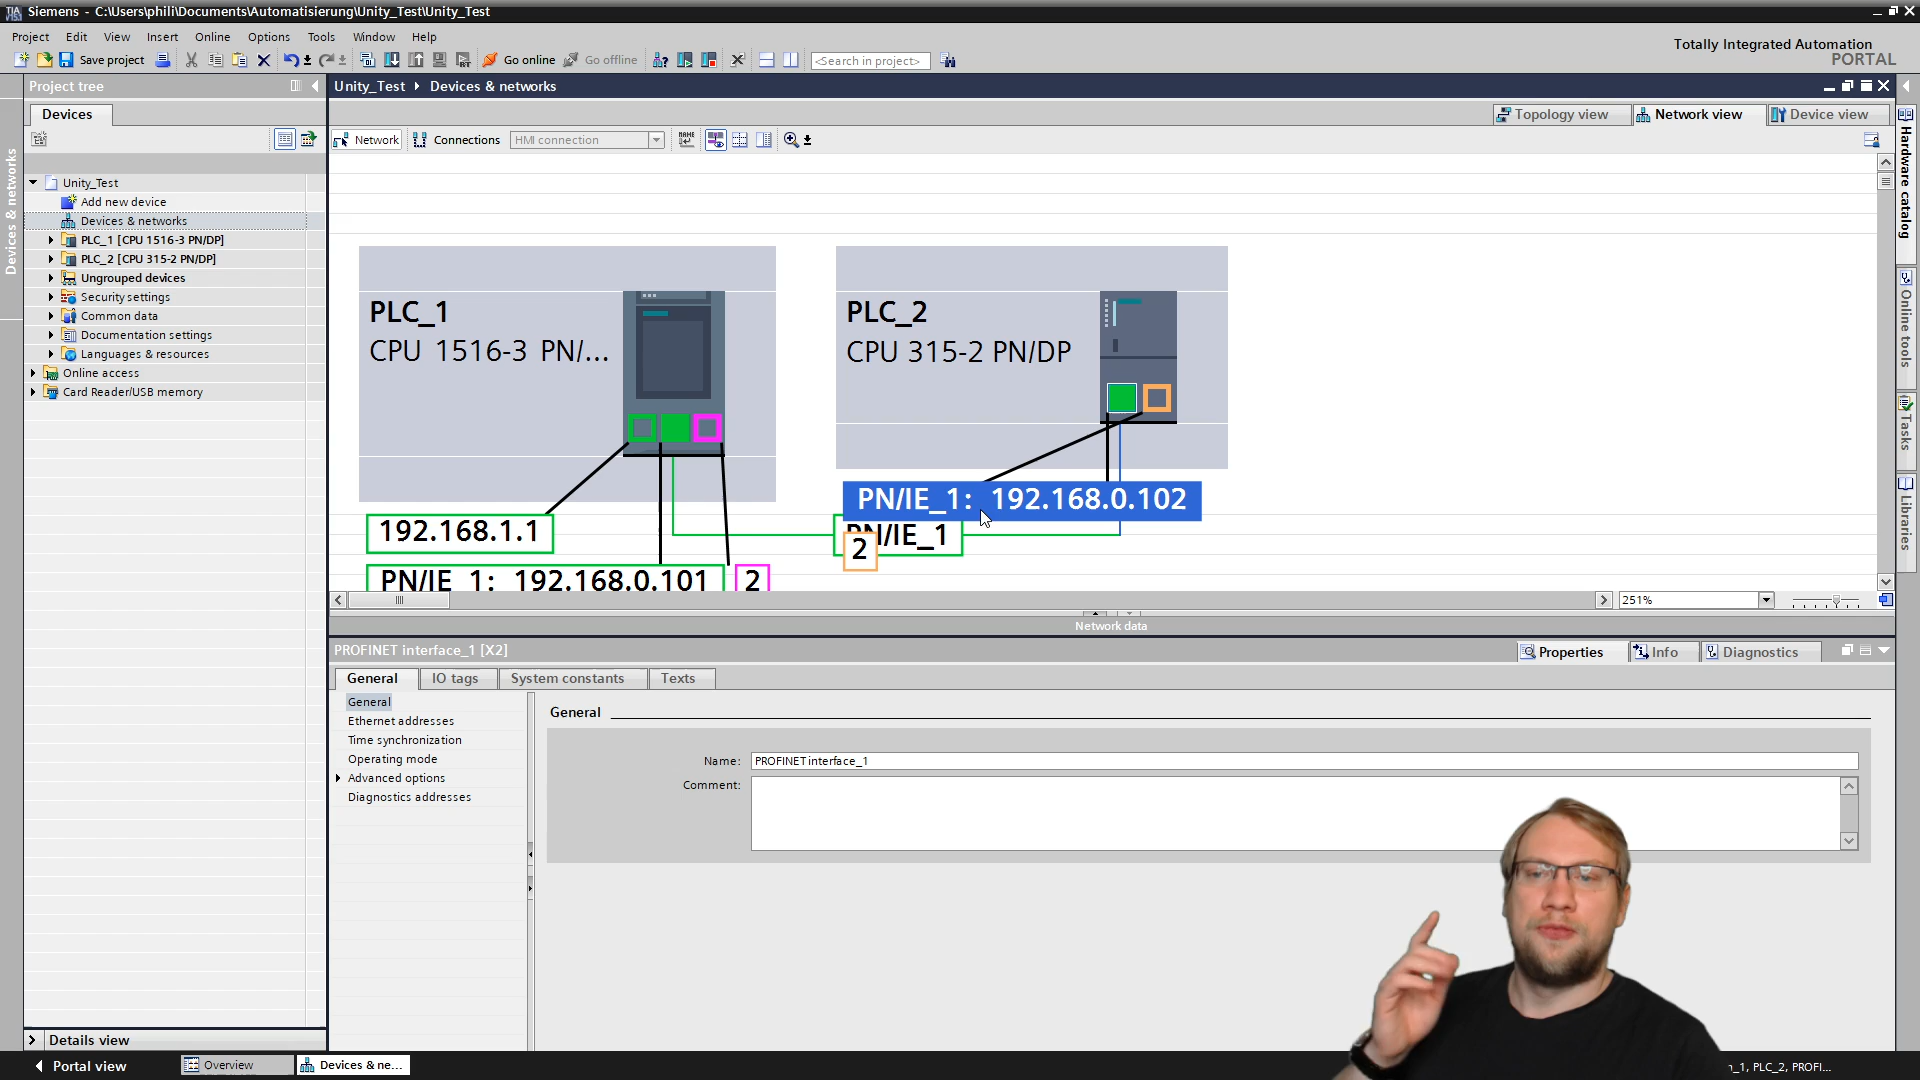 Siemens - C:\Users\phili\Documents\Automatisierung\Unity_Test\Unity_Test
Project Edit View Insert Online Options Tools Window Help
Totally Integrated Automation
PORTAL
Save project Go online Go offline <Search in project>
Project tree
Unity_Test Devices & networks
Devices
Topology view Network view Device view
Network Connections HMI connection
Devices & networks
Unity_Test
Add new device
Devices & networks
PLC_1 [CPU 1516-3 PN/DP]
PLC_2 [CPU 315-2 PN/DP]
Ungrouped devices
Security settings
Common data
Documentation settings
Languages & resources
Online access
Card Reader/USB memory
PLC_1
CPU 1516-3 PN/...
PLC_2
CPU 315-2 PN/DP
PN/IE_1: 192.168.0.102
192.168.1.1
PN/IE_1
2
PN/IE_1: 192.168.0.101
2
Hardware catalog
Online tools
Tasks
Libraries
251%
Network data
PROFINET interface_1 [X2]
Properties Info Diagnostics
General IO tags System constants Texts
General
Ethernet addresses
Time synchronization
Operating mode
Advanced options
Diagnostics addresses
General
Name: PROFINET interface_1
Comment:
Details view
Portal view Overview Devices & ne...
_1, PLC_2, PROFI...